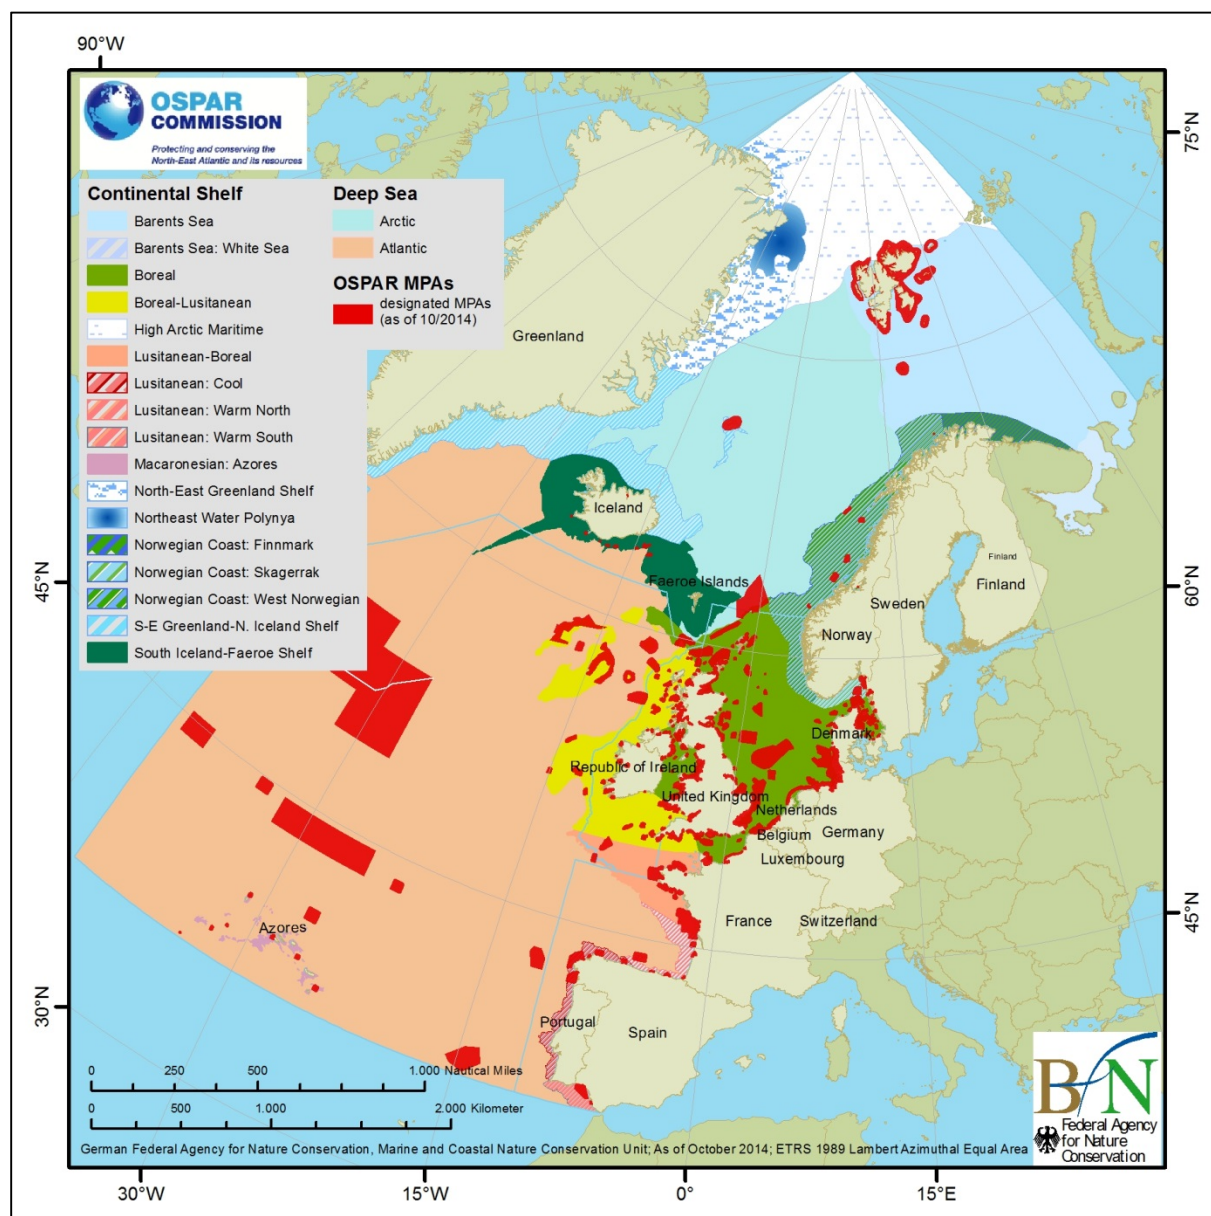 90°W
75°N
OSPAR
COMMISSION
Protecting and conserving the
North-East Atlantic and its resources
Continental Shelf
Barents Sea
Barents Sea: White Sea
Boreal
Boreal-Lusitanean
High Arctic Maritime
Lusitanean-Boreal
Lusitanean: Cool
Lusitanean: Warm North
Lusitanean: Warm South
Macaronesian: Azores
North-East Greenland Shelf
Northeast Water Polynya
Norwegian Coast: Finnmark
Norwegian Coast: Skagerrak
Norwegian Coast: West Norwegian
S-E Greenland-N. Iceland Shelf
South Iceland-Faeroe Shelf
Deep Sea
Arctic
Atlantic
OSPAR MPAs
designated MPAs
(as of 10/2014)
Greenland
Iceland
Faeroe Islands
Finland
Finland
Sweden
Norway
45°N
60°N
Denmark
Republic of Ireland
United Kingdom
Netherlands
Belgium
Germany
Luxembourg
France
Switzerland
Azores
Portugal
Spain
45°N
30°N
0 250 500 1.000 Nautical Miles
0 500 1.000 2.000 Kilometer
BfN
Federal Agency
for Nature
Conservation
German Federal Agency for Nature Conservation, Marine and Coastal Nature Conservation Unit; As of October 2014; ETRS 1989 Lambert Azimuthal Equal Area
30°W
15°W
0°
15°E